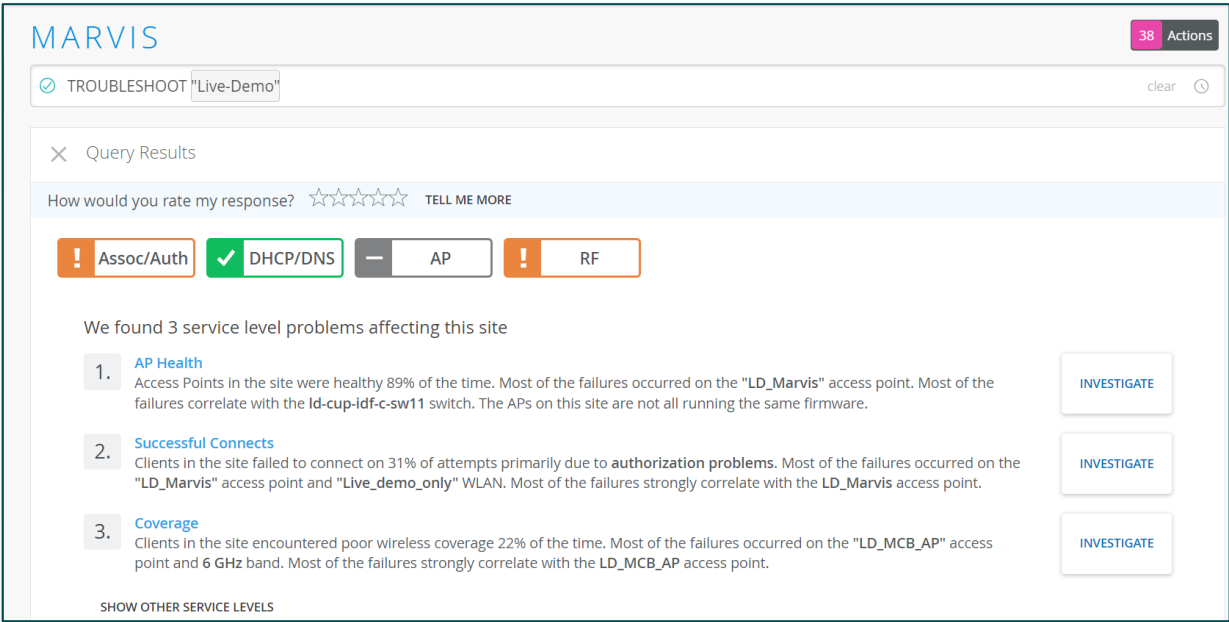 MARVIS
38 Actions
TROUBLESHOOT "Live-Demo"
clear
Query Results
How would you rate my response?
TELL ME MORE
! Assoc/Auth
DHCP/DNS
AP
! RF
We found 3 service level problems affecting this site
1.
AP Health
Access Points in the site were healthy 89% of the time. Most of the failures occurred on the "LD_Marvis" access point. Most of the
failures correlate with the ld-cup-idf-c-sw11 switch. The APs on this site are not all running the same firmware.
INVESTIGATE
2.
Successful Connects
Clients in the site failed to connect on 31% of attempts primarily due to authorization problems. Most of the failures occurred on the
"LD_Marvis" access point and "Live_demo_only" WLAN. Most of the failures strongly correlate with the LD_Marvis access point.
INVESTIGATE
3.
Coverage
Clients in the site encountered poor wireless coverage 22% of the time. Most of the failures occurred on the "LD_MCB_AP" access
point and 6 GHz band. Most of the failures strongly correlate with the LD_MCB_AP access point.
INVESTIGATE
SHOW OTHER SERVICE LEVELS